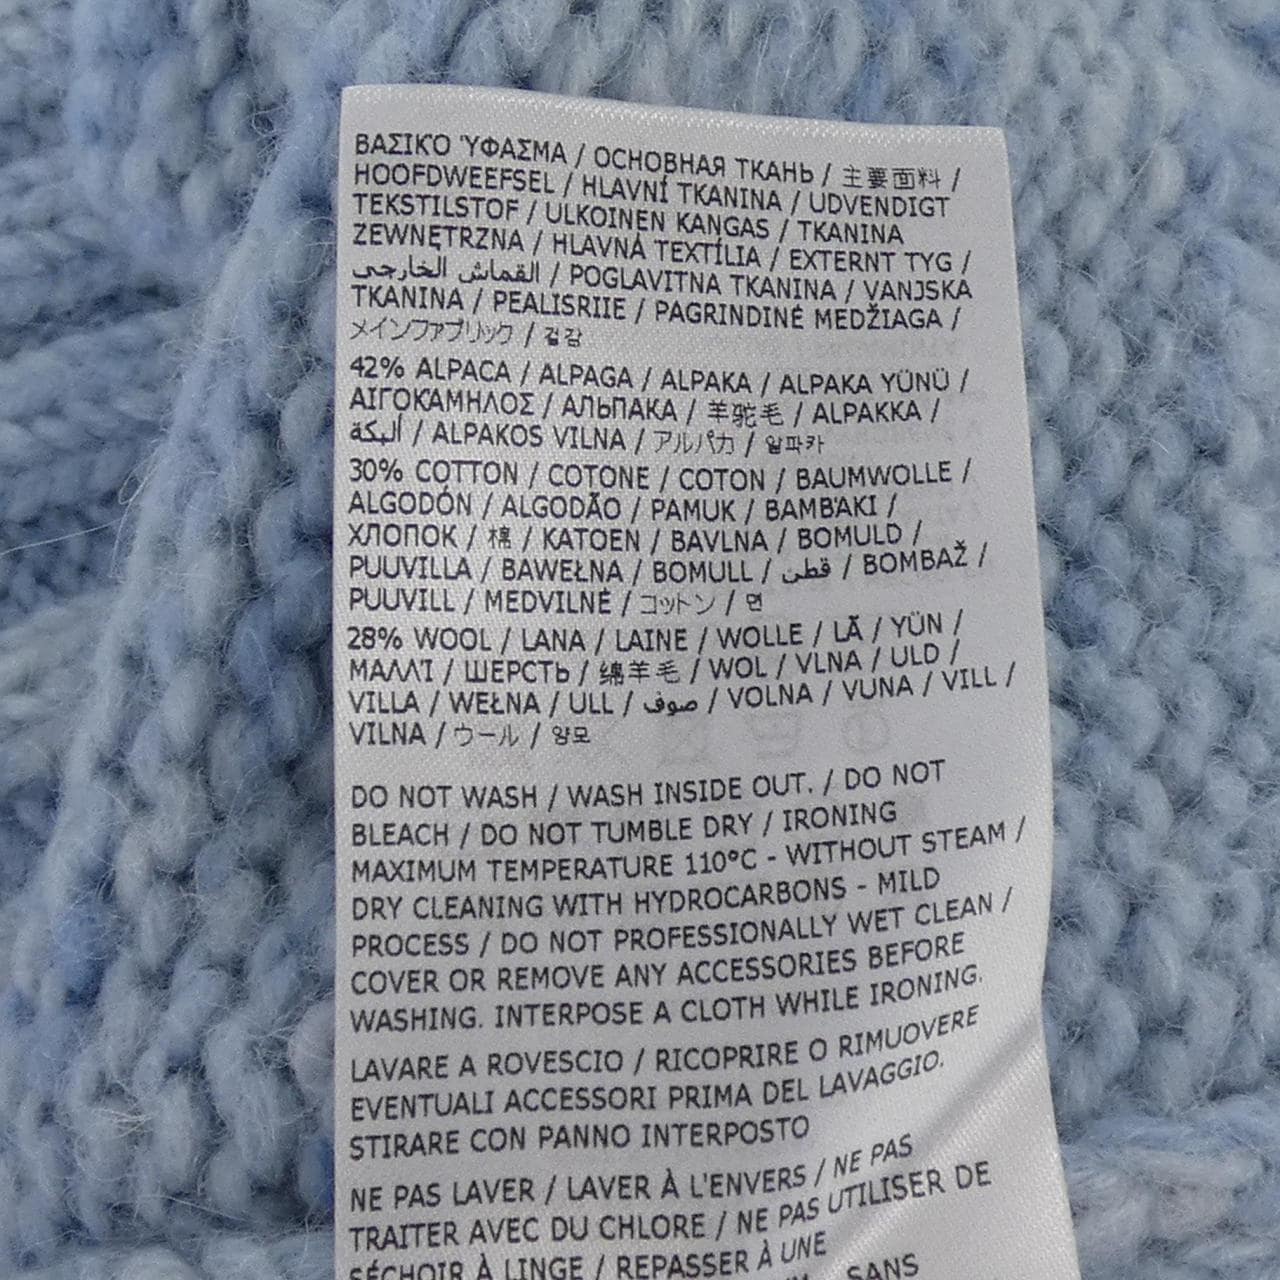 ΒΑΣΙΚΌ ΎΦΑΣΜΑ / ОСНОВНАЯ ТКАНЬ / 主要面料 /
HOOFDWEEFSEL / HLAVNÍ TKANINA / UDVENDIGT
TEKSTILSTOF / ULKOINEN KANGAS / TKANINA
ZEWNĘTRZNA / HLAVNÁ TEXTÍLIA / EXTERNT TYG /
القماش الخارجى / POGLAVITNA TKANINA / VANJSKA
TKANINA / PEALISRIIE / PAGRINDINĖ MEDŽIAGA /
メインファブリック / 겉감
42% ALPACA / ALPAGA / ALPAKA / ALPAKA YÜNÜ /
ΑΙΓΟΚΆΜΗΛΟΣ / АЛЬПАКА / 羊驼毛 / ALPAKKA /
ألبكة / ALPAKOS VILNA / アルパカ / 알파카
30% COTTON / COTONE / COTON / BAUMWOLLE /
ALGODÓN / ALGODÃO / PAMUK / ΒΑΜΒΆΚΙ /
ХЛОПОК / 棉 / KATOEN / BAVLNA / BOMULD /
PUUVILLA / BAWEŁNA / BOMULL / قطن / BOMBAŽ /
PUUVILL / MEDVILNĖ / コットン / 면
28% WOOL / LANA / LAINE / WOLLE / LÃ / YÜN /
ΜΑΛΛΊ / ШЕРСТЬ / 绵羊毛 / WOL / VLNA / ULD /
VILLA / WEŁNA / ULL / صوف / VOLNA / VUNA / VILL /
VILNA / ウール / 양모
DO NOT WASH / WASH INSIDE OUT. / DO NOT
BLEACH / DO NOT TUMBLE DRY / IRONING
MAXIMUM TEMPERATURE 110°C - WITHOUT STEAM /
DRY CLEANING WITH HYDROCARBONS - MILD
PROCESS / DO NOT PROFESSIONALLY WET CLEAN /
COVER OR REMOVE ANY ACCESSORIES BEFORE
WASHING. INTERPOSE A CLOTH WHILE IRONING.
LAVARE A ROVESCIO / RICOPRIRE O RIMUOVERE
EVENTUALI ACCESSORI PRIMA DEL LAVAGGIO.
STIRARE CON PANNO INTERPOSTO
NE PAS LAVER / LAVER À L'ENVERS / NE PAS
TRAITER AVEC DU CHLORE / NE PAS UTILISER DE
SÉCHOIR À LINGE / REPASSER À UNE
SANS